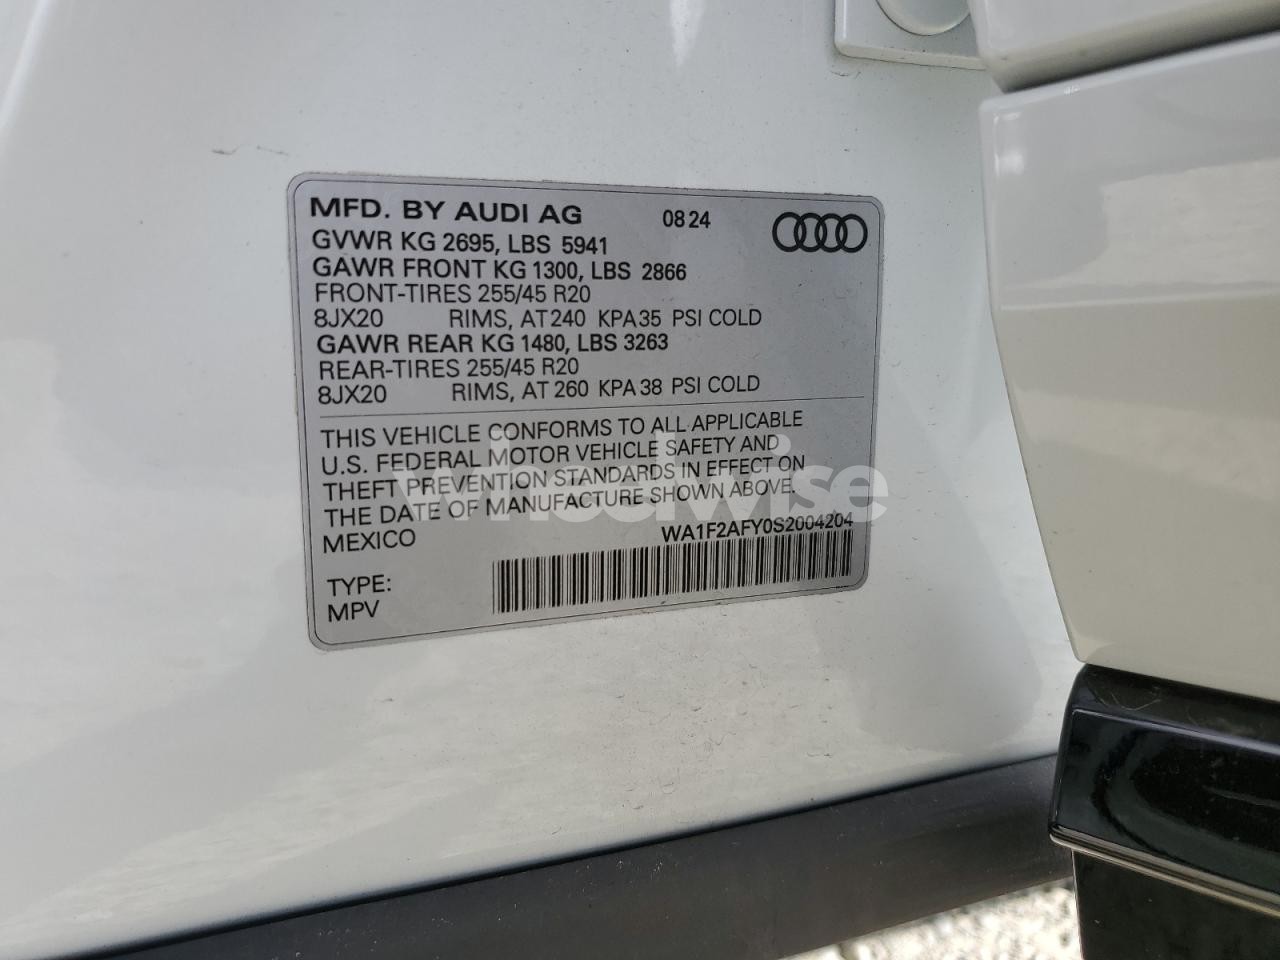 MFD. BY AUDI AG 08 24
GVWR KG 2695, LBS 5941
GAWR FRONT KG 1300, LBS 2866
FRONT-TIRES 255/45 R20
8JX20 RIMS, AT 240 KPA 35 PSI COLD
GAWR REAR KG 1480, LBS 3263
REAR-TIRES 255/45 R20
8JX20 RIMS, AT 260 KPA 38 PSI COLD
THIS VEHICLE CONFORMS TO ALL APPLICABLE
U.S. FEDERAL MOTOR VEHICLE SAFETY AND
THEFT PREVENTION STANDARDS IN EFFECT ON
THE DATE OF MANUFACTURE SHOWN ABOVE.
MEXICO WA1F2AFY0S2004204
TYPE:
MPV
wheelwise